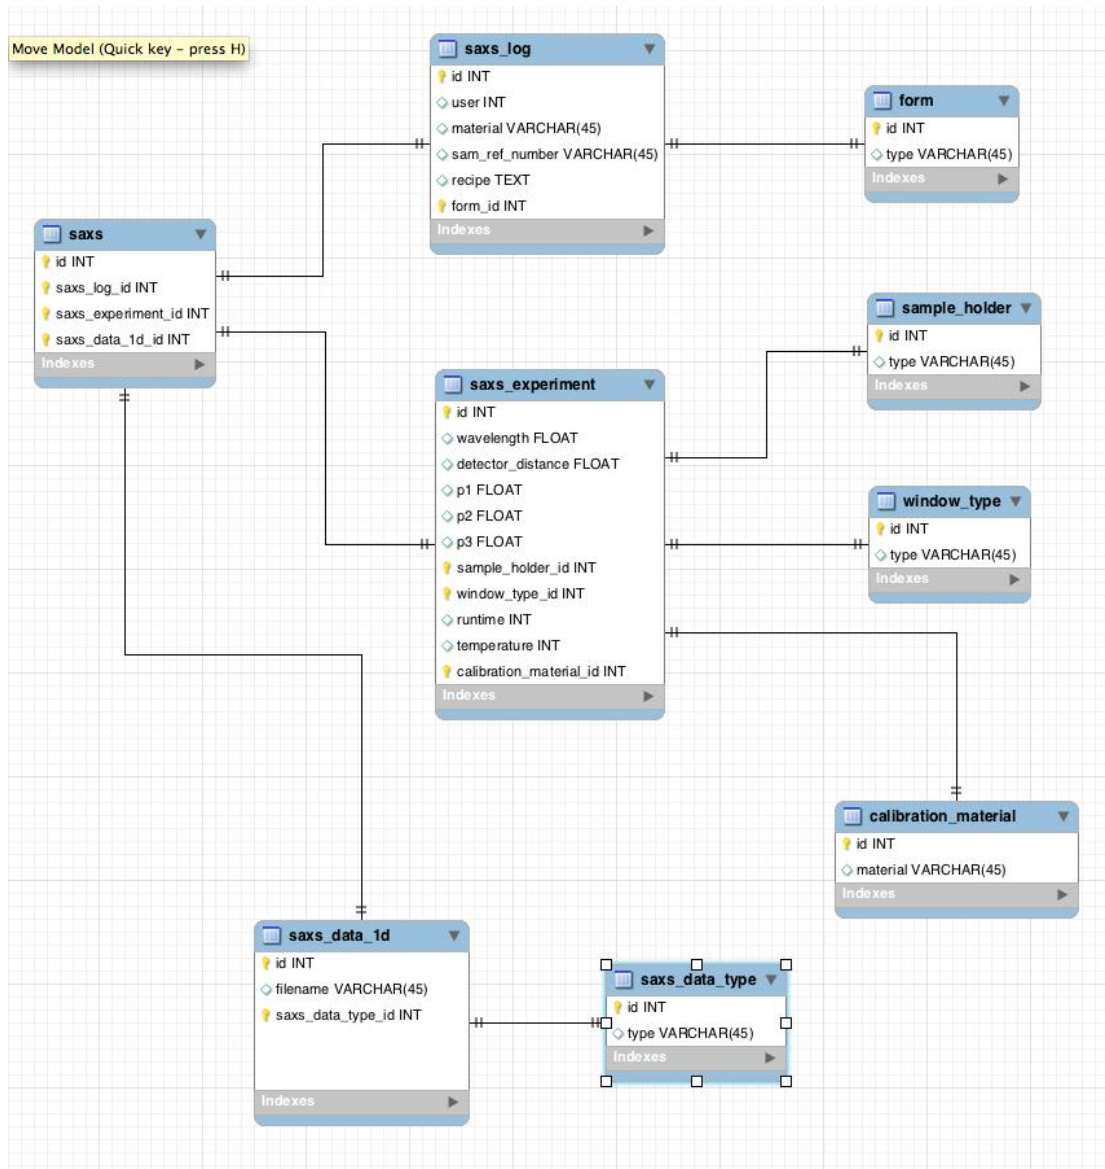 Move Model (Quick key – press H)
saxs_log
id INT
user INT
material VARCHAR(45)
sam_ref_number VARCHAR(45)
recipe TEXT
form_id INT
Indexes
form
id INT
type VARCHAR(45)
Indexes
saxs
id INT
saxs_log_id INT
saxs_experiment_id INT
saxs_data_1d_id INT
Indexes
sample_holder
id INT
type VARCHAR(45)
Indexes
saxs_experiment
id INT
wavelength FLOAT
detector_distance FLOAT
p1 FLOAT
p2 FLOAT
p3 FLOAT
sample_holder_id INT
window_type_id INT
runtime INT
temperature INT
calibration_material_id INT
Indexes
window_type
id INT
type VARCHAR(45)
Indexes
calibration_material
id INT
material VARCHAR(45)
Indexes
saxs_data_1d
id INT
filename VARCHAR(45)
saxs_data_type_id INT
Indexes
saxs_data_type
id INT
type VARCHAR(45)
Indexes